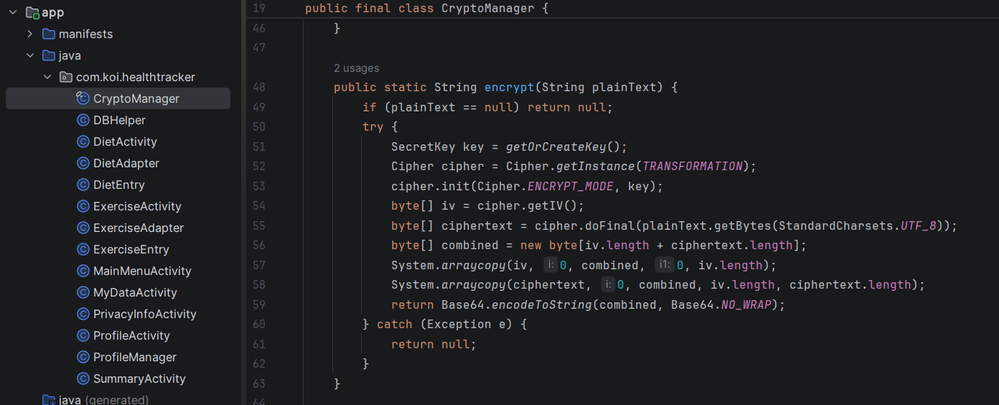 app
manifests
java
com.koi.healthtracker
CryptoManager
DBHelper
DietActivity
DietAdapter
DietEntry
ExerciseActivity
ExerciseAdapter
ExerciseEntry
MainMenuActivity
MyDataActivity
PrivacyInfoActivity
ProfileActivity
ProfileManager
SummaryActivity
java (generated)
19 public final class CryptoManager {
46 }
47
2 usages
48 public static String encrypt(String plainText) {
49 if (plainText == null) return null;
50 try {
51 SecretKey key = getOrCreateKey();
52 Cipher cipher = Cipher.getInstance(TRANSFORMATION);
53 cipher.init(Cipher.ENCRYPT_MODE, key);
54 byte[] iv = cipher.getIV();
55 byte[] ciphertext = cipher.doFinal(plainText.getBytes(StandardCharsets.UTF_8));
56 byte[] combined = new byte[iv.length + ciphertext.length];
57 System.arraycopy(iv, i: 0, combined, i1: 0, iv.length);
58 System.arraycopy(ciphertext, i: 0, combined, iv.length, ciphertext.length);
59 return Base64.encodeToString(combined, Base64.NO_WRAP);
60 } catch (Exception e) {
61 return null;
62 }
63 }
64